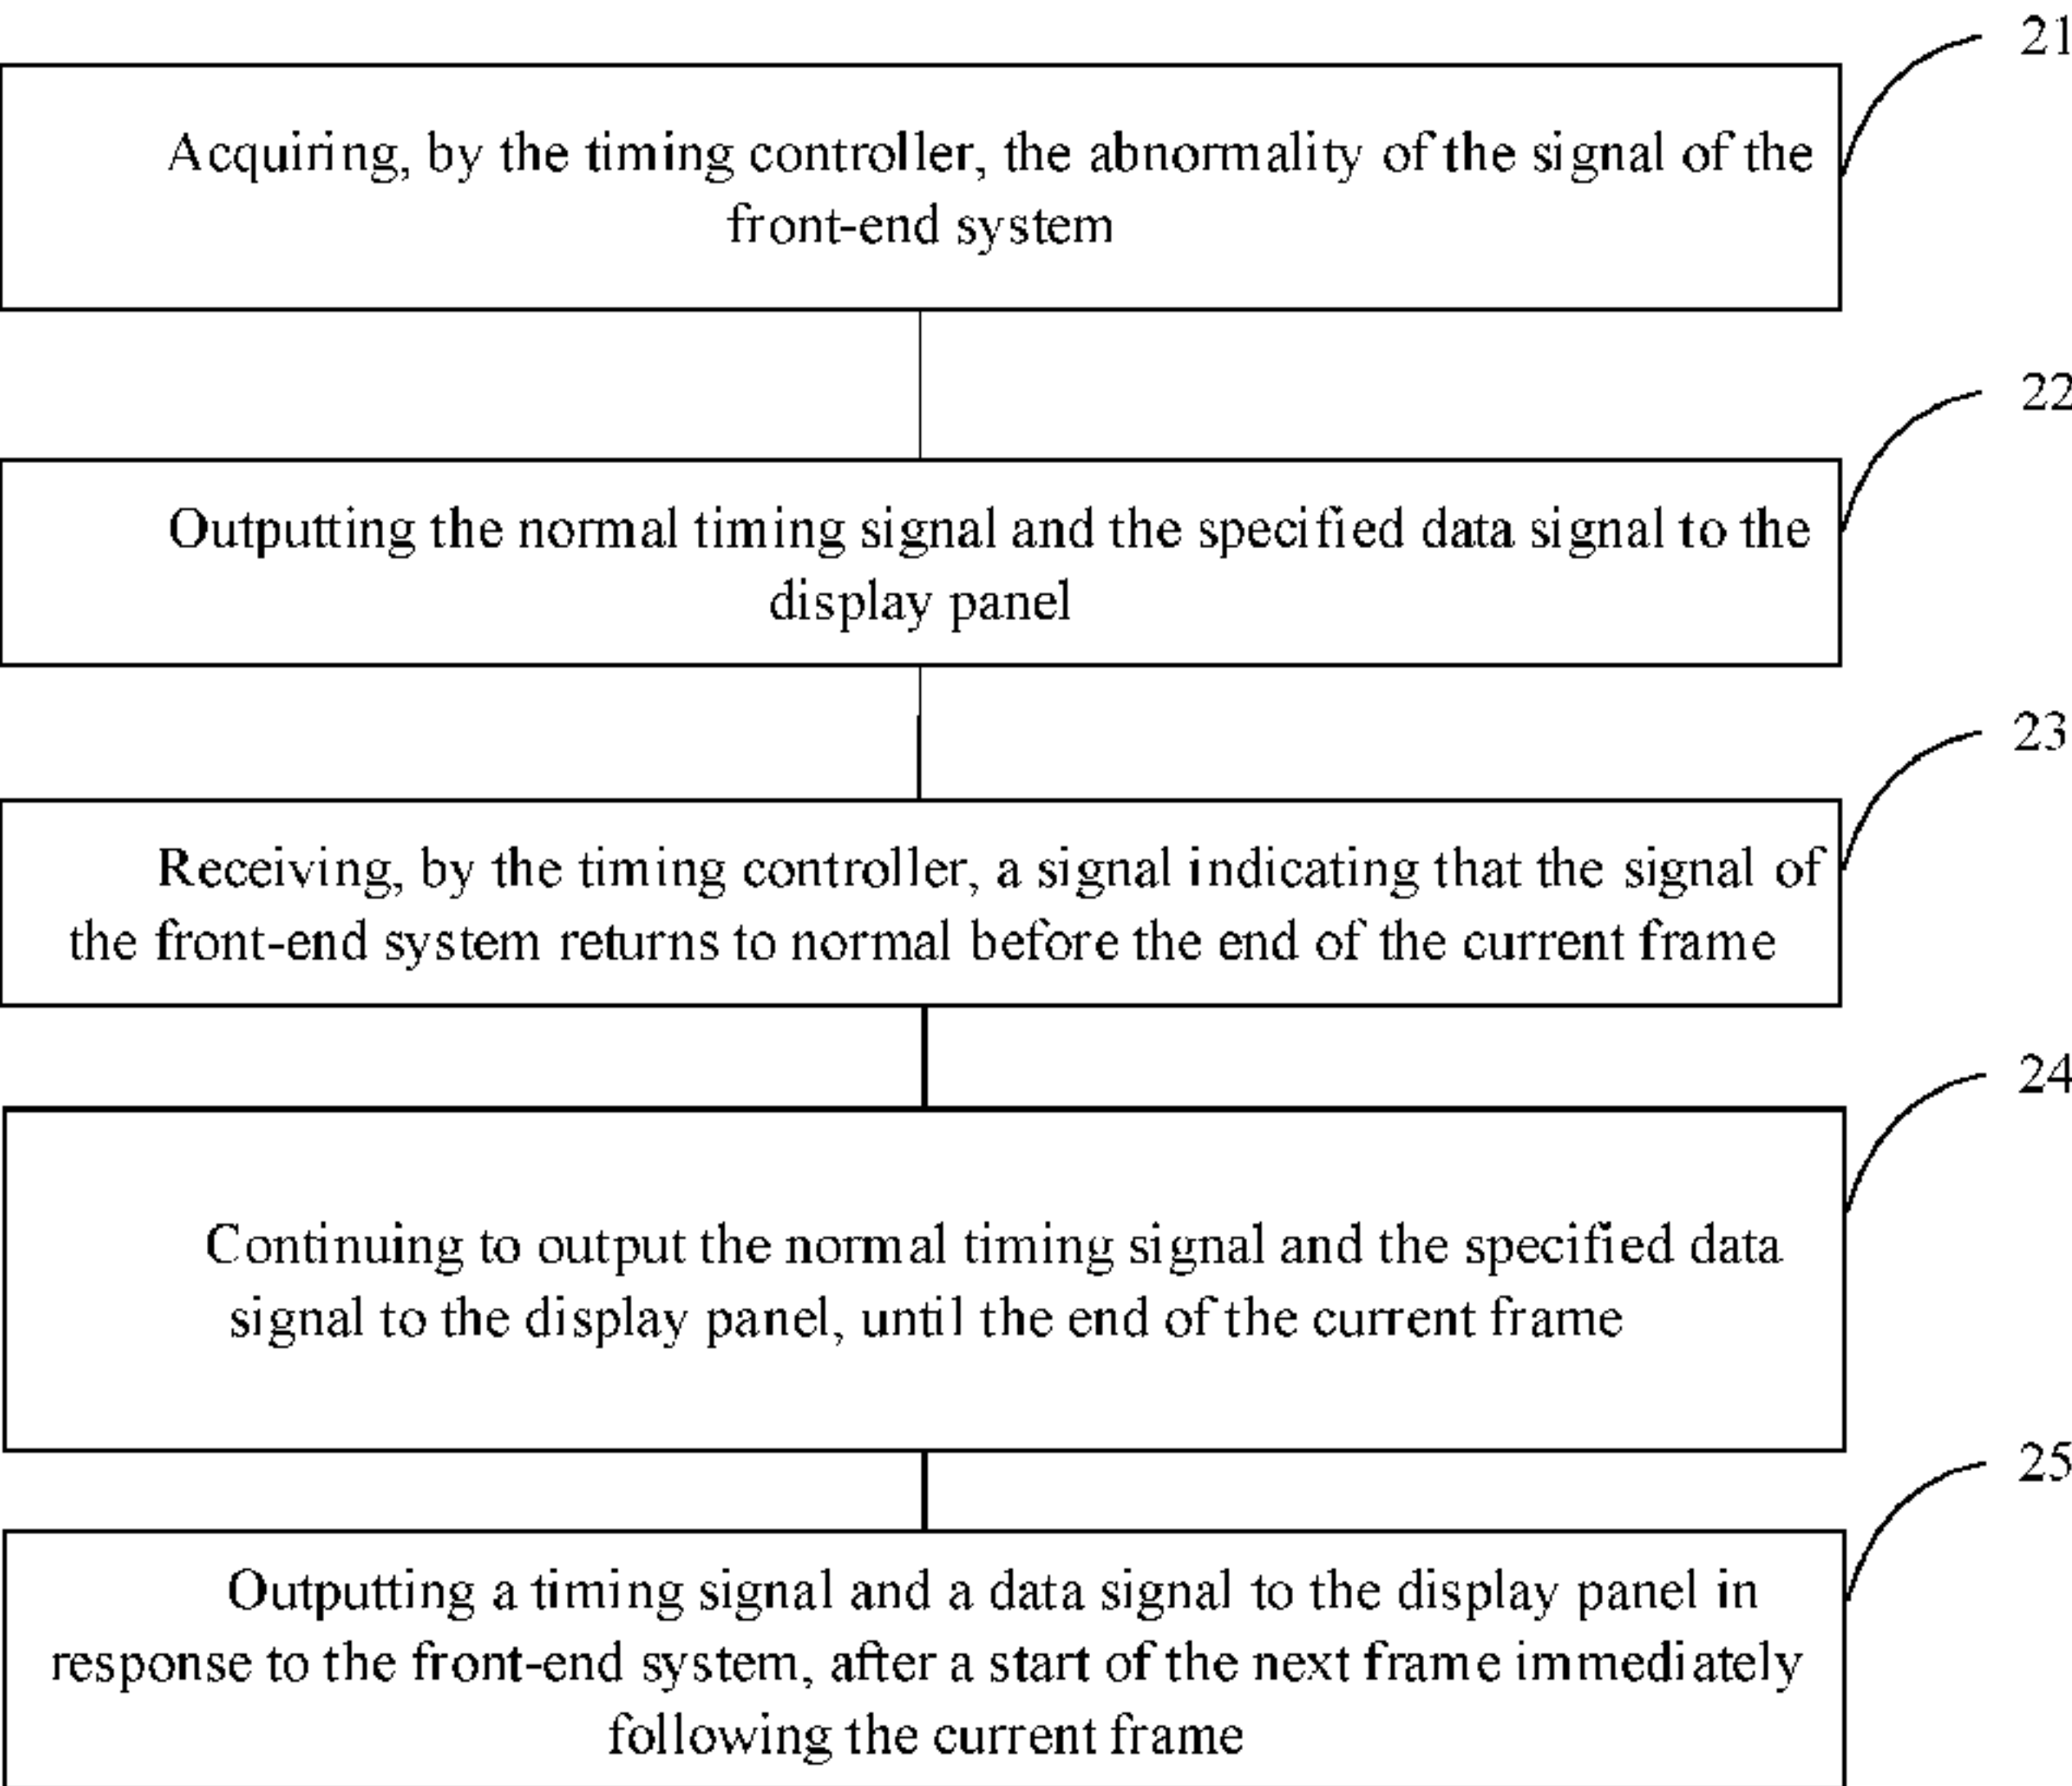 21
Acquiring, by the timing controller, the abnormality of the signal of the
front-end system
22
Outputting the normal timing signal and the specified data signal to the
display panel
23
Receiving, by the timing controller, a signal indicating that the signal of
the front-end system returns to normal before the end of the current frame
24
Continuing to output the normal timing signal and the specified data
signal to the display panel, until the end of the current frame
25
Outputting a timing signal and a data signal to the display panel in
response to the front-end system, after a start of the next frame immediately
following the current frame